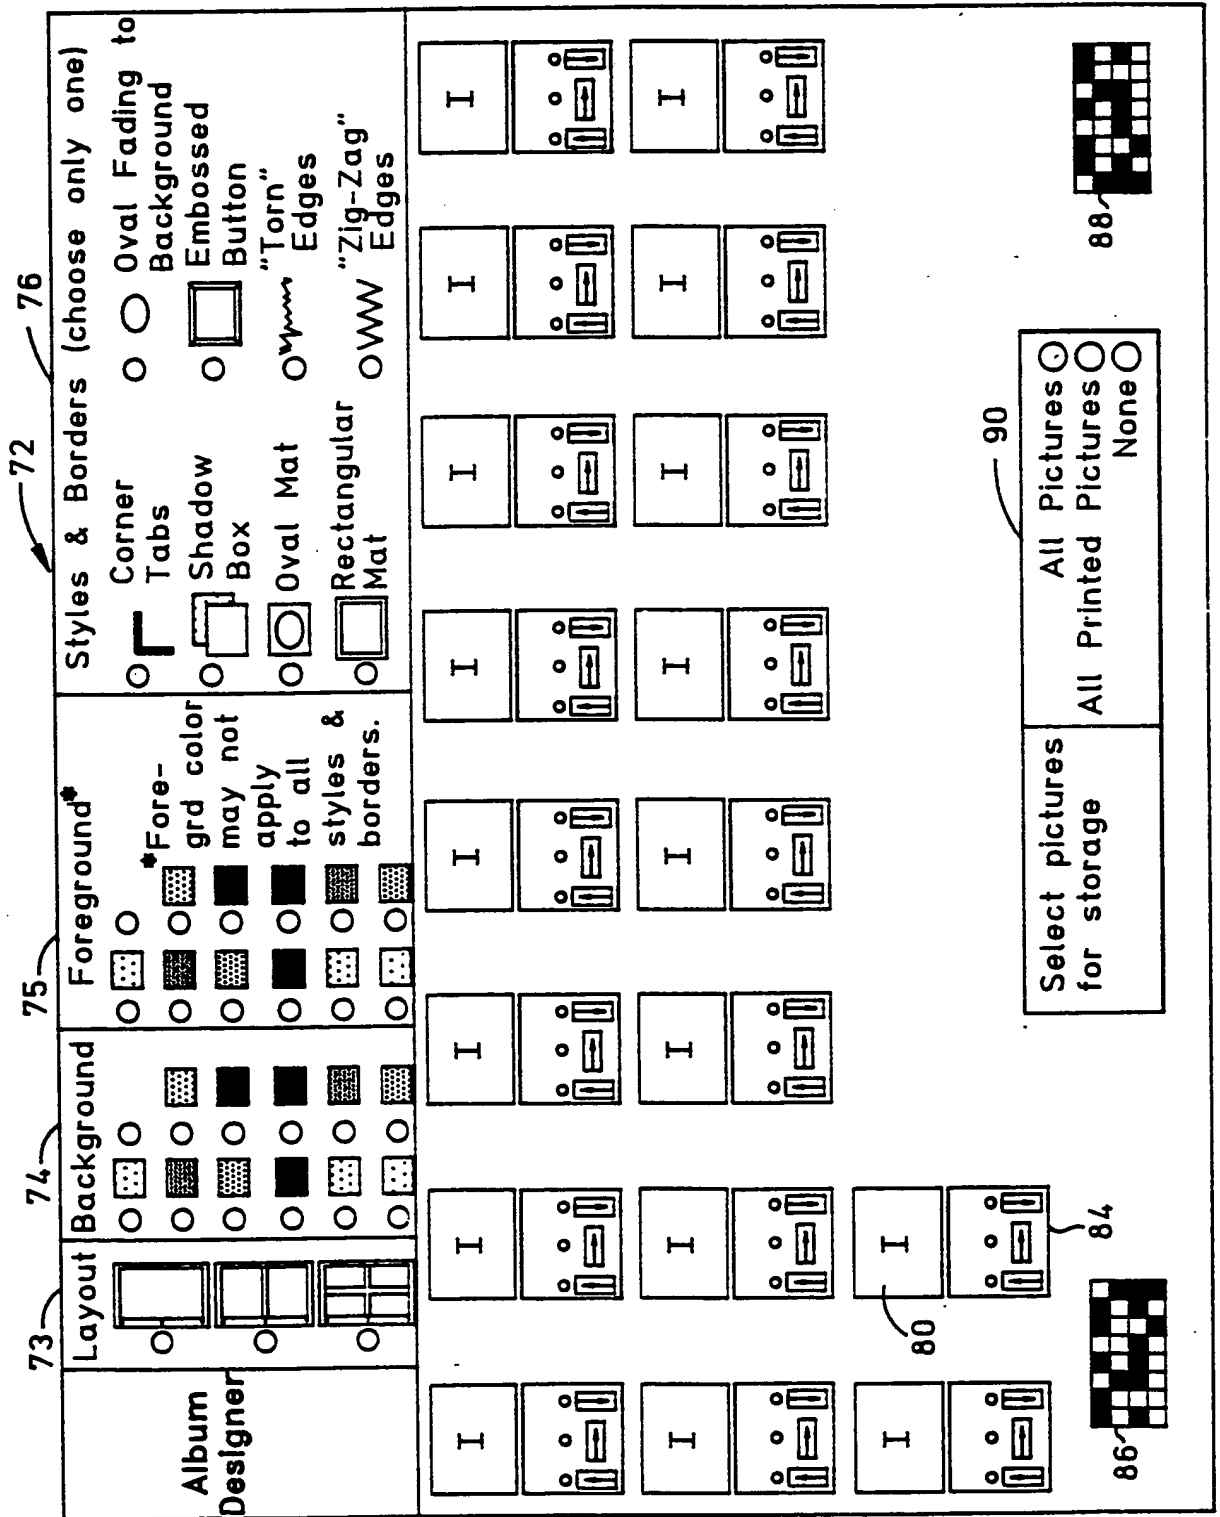 72
76
73
74
75
Album
Designer
Layout
Background
Foreground*
*Fore-
grd color
may not
apply
to all
styles &
borders.
Styles & Borders (choose only one)
Corner
Tabs
Shadow
Box
Oval Mat
Rectangular
Mat
Oval Fading to
Background
Embossed
Button
"Torn"
Edges
"Zig-Zag"
Edges
I I I I I I I I
I I I I I I I I
I I
80
84
86
88
90
Select pictures
for storage
All Pictures
All Printed Pictures
None